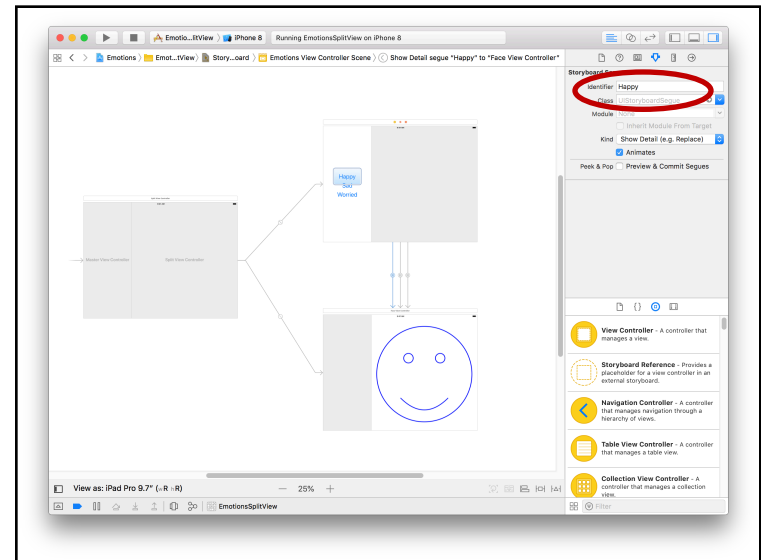 Emotio...litView 〉 iPhone 8
Running EmotionsSplitView on iPhone 8
Emotions 〉 Emot...tView 〉 Story...oard 〉 Emotions View Controller Scene 〉 Show Detail segue "Happy" to "Face View Controller"
Storyboard Se
Identifier Happy
Class UIStoryboardSegue
Module None
Inherit Module From Target
Kind Show Detail (e.g. Replace)
Animates
Peek & Pop Preview & Commit Segues
Happy
Sad
Worried
Master View Controller
Split View Controller
View Controller - A controller that
manages a view.
Storyboard Reference - Provides a
placeholder for a view controller in an
external storyboard.
Navigation Controller - A controller
that manages navigation through a
hierarchy of views.
Table View Controller - A controller
that manages a table view.
Collection View Controller - A
controller that manages a collection
view.
View as: iPad Pro 9.7" (wR hR)
— 25% +
EmotionsSplitView
Filter